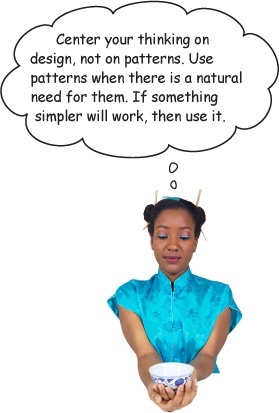 Center your thinking on
design, not on patterns. Use
patterns when there is a natural
need for them. If something
simpler will work, then use it.